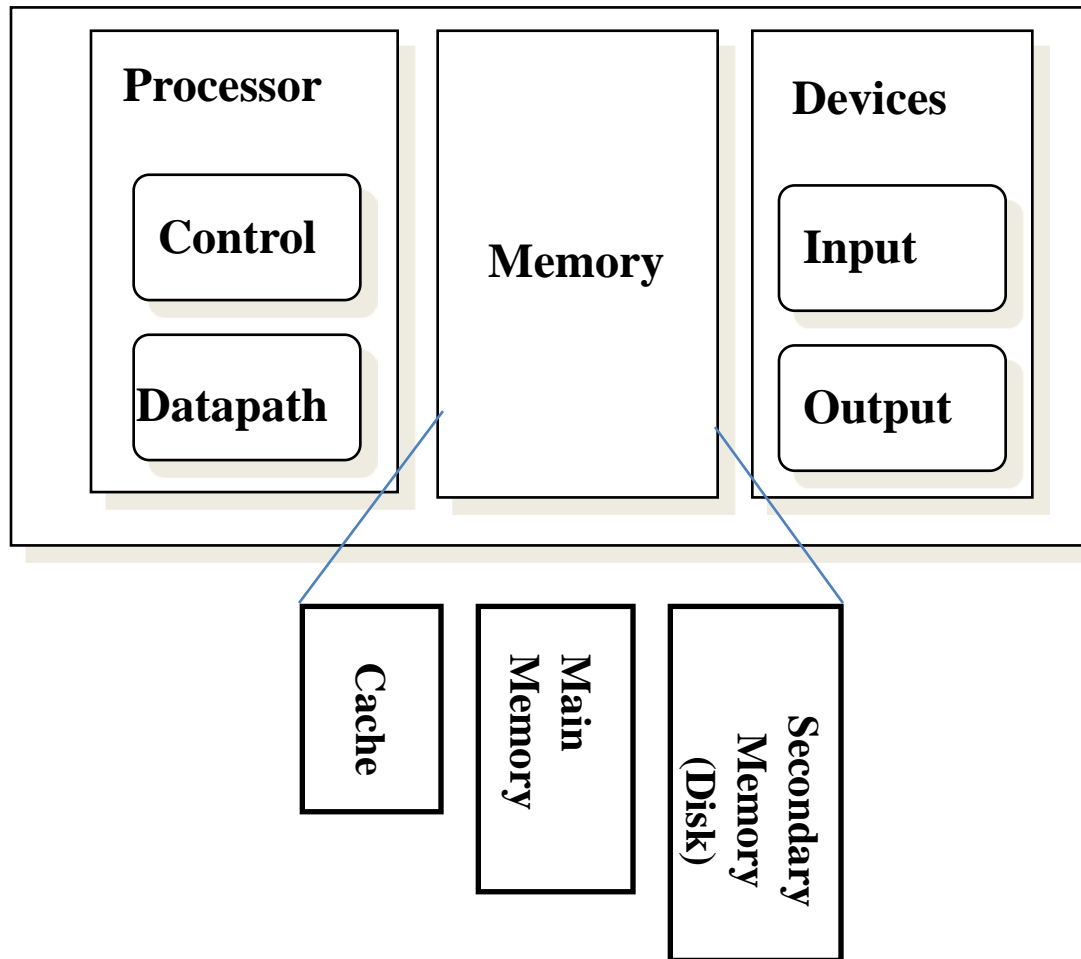 Processor
Control
Datapath
Memory
Devices
Input
Output
Cache
Main
Memory
Secondary
Memory
(Disk)